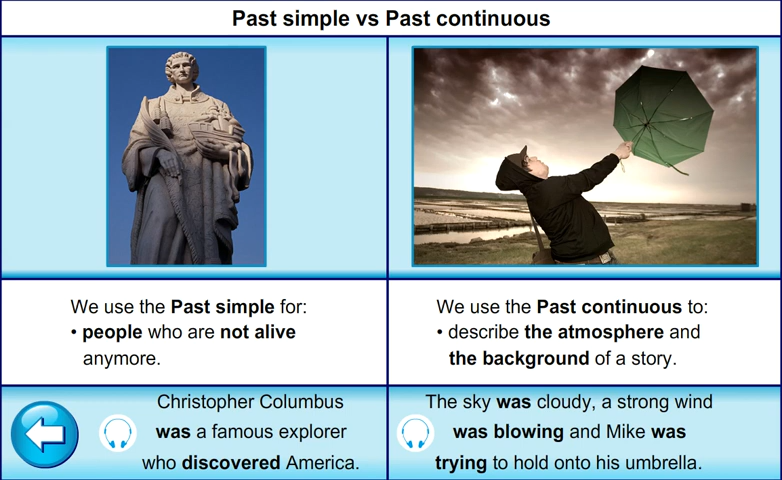 Past simple vs Past continuous
We use the Past simple for:
• people who are not alive
anymore.
We use the Past continuous to:
• describe the atmosphere and
the background of a story.
Christopher Columbus
was a famous explorer
who discovered America.
The sky was cloudy, a strong wind
was blowing and Mike was
trying to hold onto his umbrella.